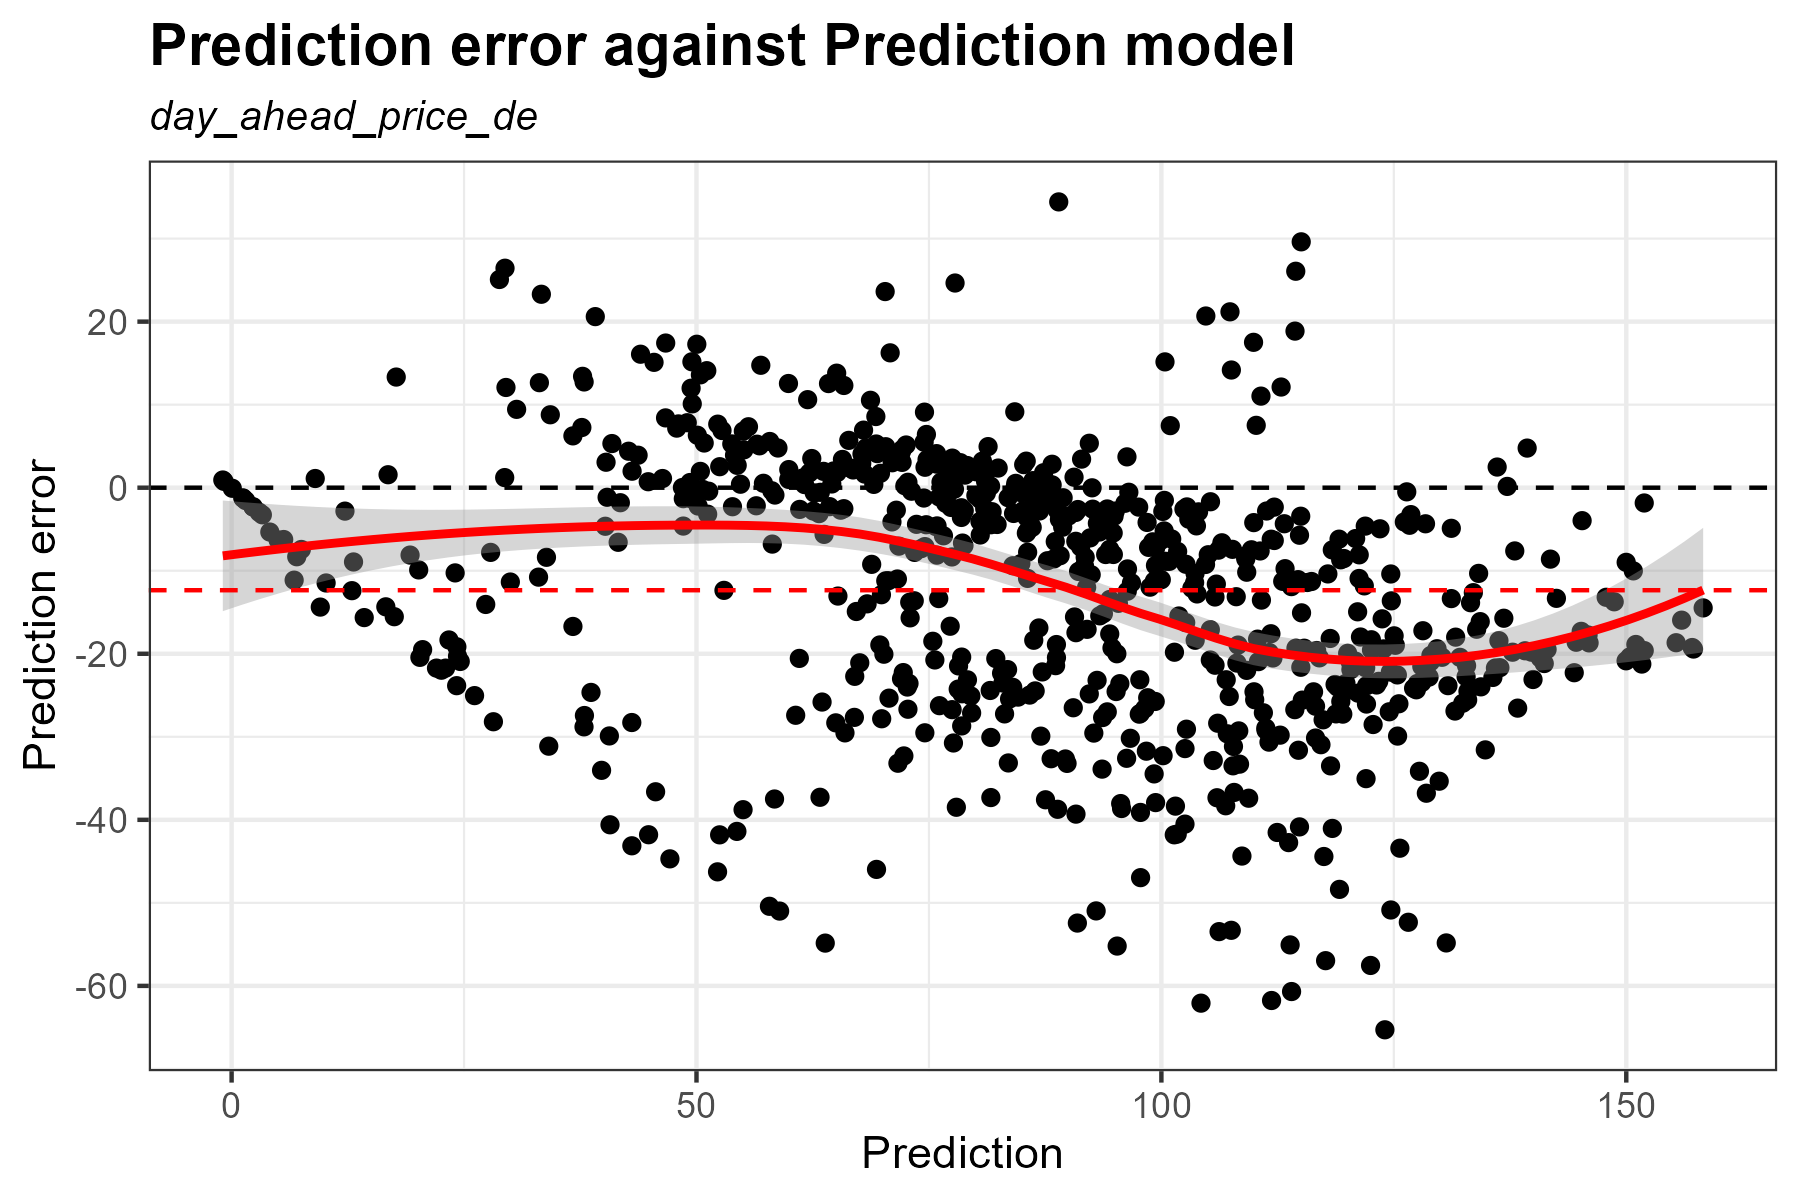 Prediction error against Prediction model
day_ahead_price_de
Prediction error
20
0
-20
-40
-60
0
50
100
150
Prediction